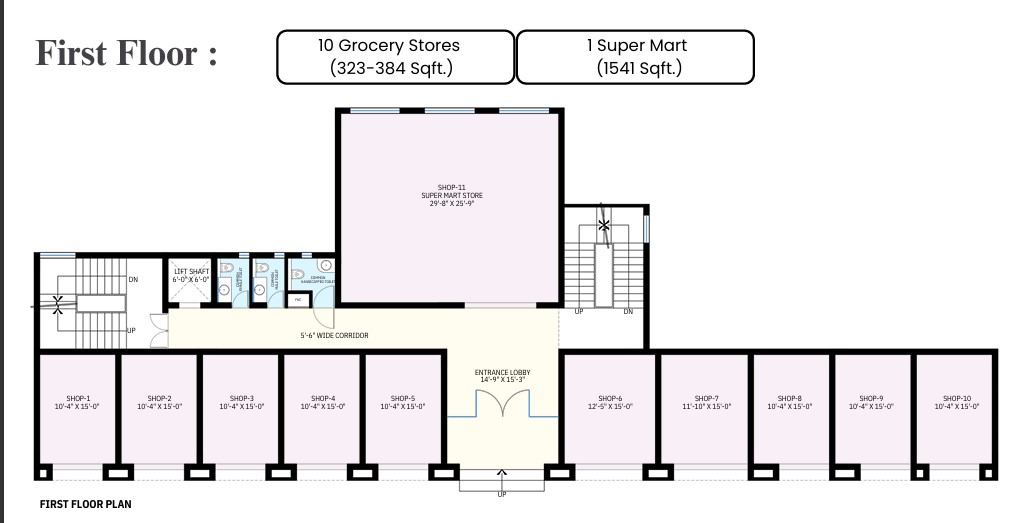 First Floor :
10 Grocery Stores
(323-384 Sqft.)
1 Super Mart
(1541 Sqft.)
SHOP-11
SUPER MART STORE
29'-8" X 25'-9"
DN
UP
LIFT SHAFT
6'-0" X 6'-0"
COMMON
HANDICAPPED TOILET
UP
DN
5'-6" WIDE CORRIDOR
ENTRANCE LOBBY
14'-9" X 15'-3"
SHOP-1
10'-4" X 15'-0"
SHOP-2
10'-4" X 15'-0"
SHOP-3
10'-4" X 15'-0"
SHOP-4
10'-4" X 15'-0"
SHOP-5
10'-4" X 15'-0"
SHOP-6
12'-5" X 15'-0"
SHOP-7
11'-10" X 15'-0"
SHOP-8
10'-4" X 15'-0"
SHOP-9
10'-4" X 15'-0"
SHOP-10
10'-4" X 15'-0"
UP
FIRST FLOOR PLAN